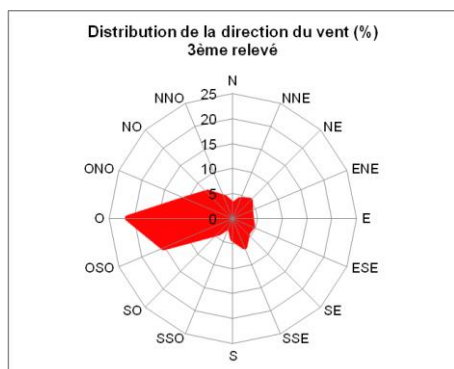 Distribution de la direction du vent (%)
3ème relevé
N
NNO
25
NNE
NO
20
NE
15
ONO
10
ENE
5
O
0
E
OSO
ESE
SO
SE
SSO
SSE
S